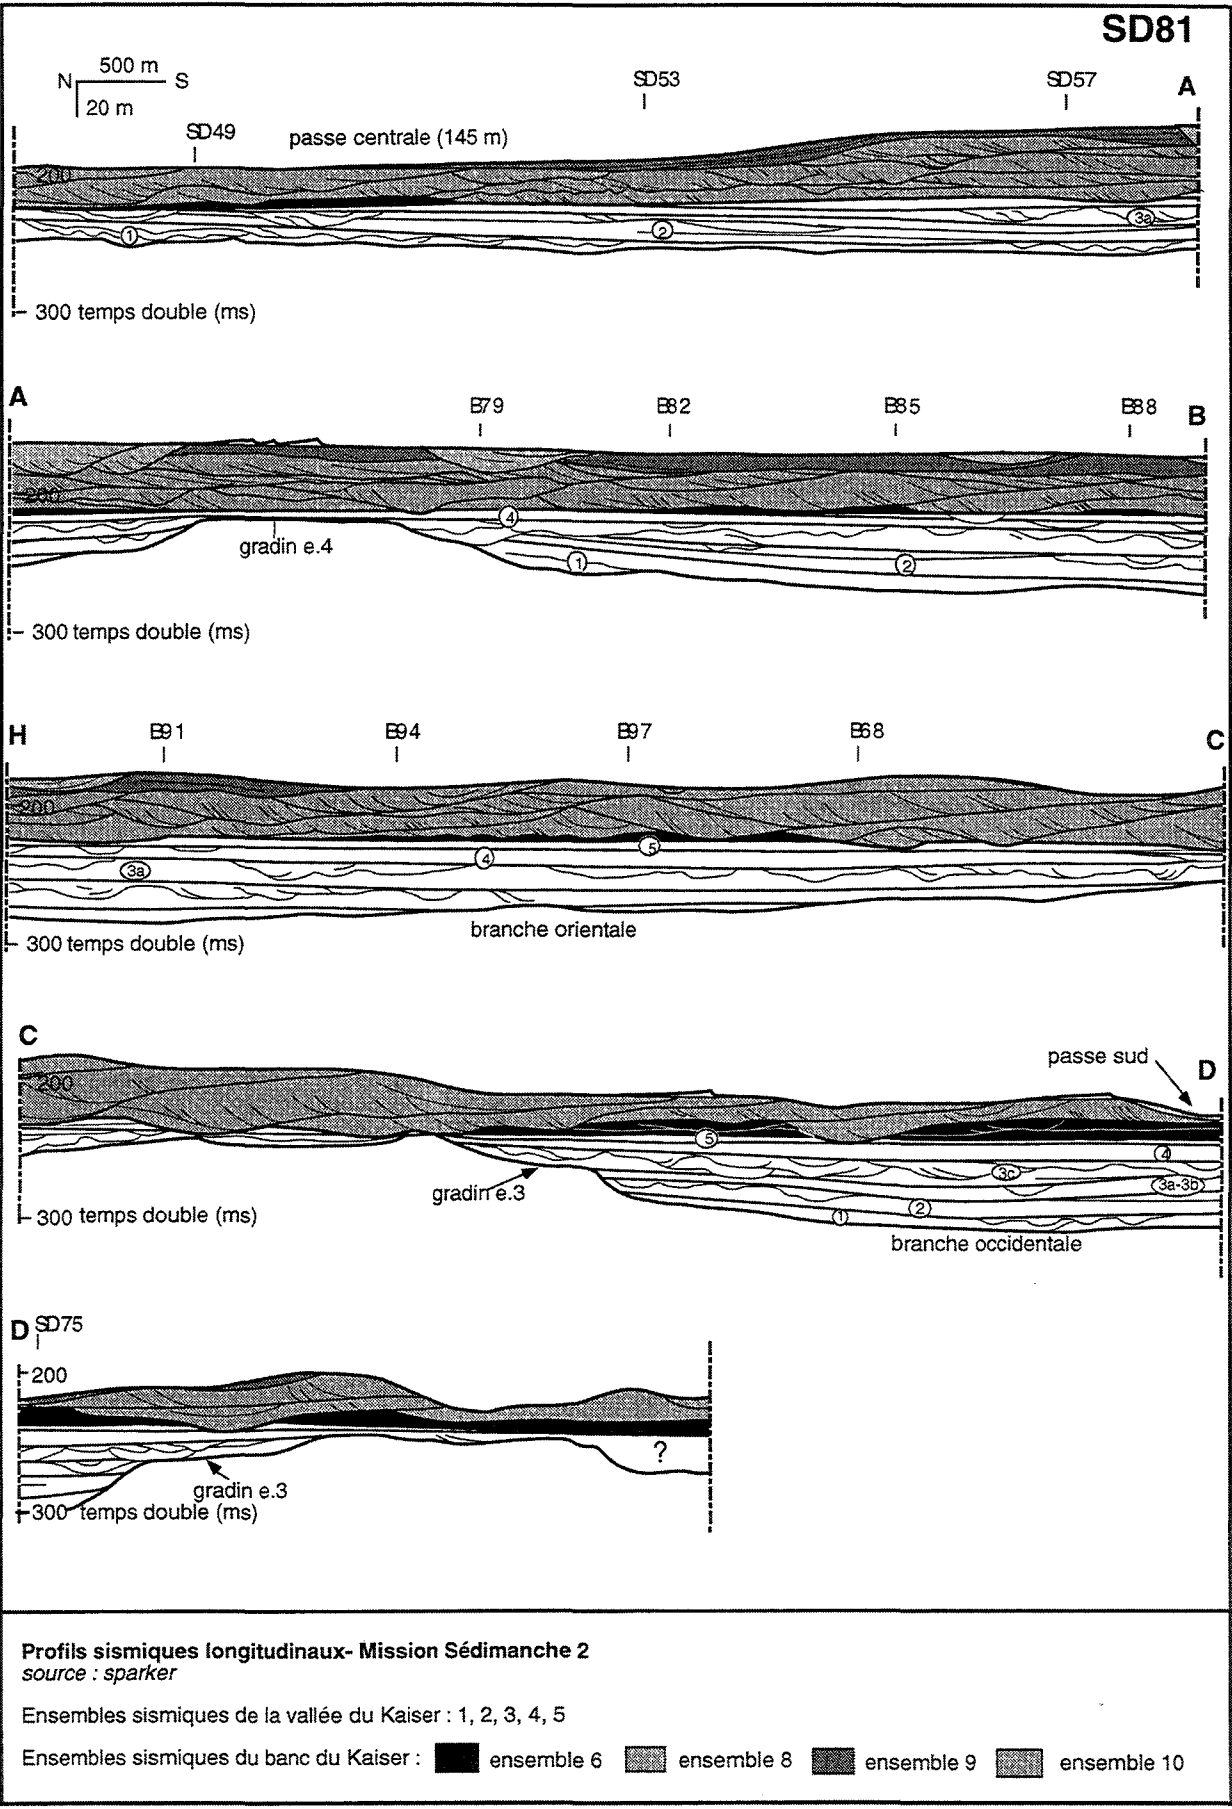 SD81
500 m
N S
20 m
SD53
SD57
A
SD49
passe centrale (145 m)
200
3a
1
2
300 temps double (ms)
A
B79
B82
B85
B88
B
200
4
gradin e.4
1
2
300 temps double (ms)
H
B91
B94
B97
B68
C
200
5
4
3a
branche orientale
300 temps double (ms)
C
passe sud
D
200
5
4
3c
3a-3b
gradin e.3
2
1
300 temps double (ms)
branche occidentale
D
SD75
200
?
gradin e.3
300 temps double (ms)
Profils sismiques longitudinaux- Mission Sédimanche 2
source : sparker
Ensembles sismiques de la vallée du Kaiser : 1, 2, 3, 4, 5
Ensembles sismiques du banc du Kaiser : ensemble 6 ensemble 8 ensemble 9 ensemble 10